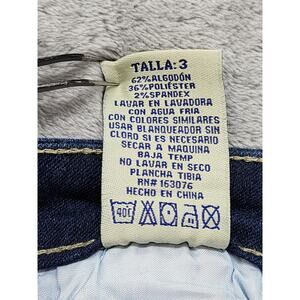 TALLA: 3
62% ALGODÓN
36% POLIÉSTER
2% SPANDEX
LAVAR EN LAVADORA
CON AGUA FRIA
CON COLORES SIMILARES
USAR BLANQUEADOR SIN
CLORO SI ES NECESARIO
SECAR A MAQUINA
BAJA TEMP
NO LAVAR EN SECO
PLANCHA TIBIA
RN# 163076
HECHO EN CHINA